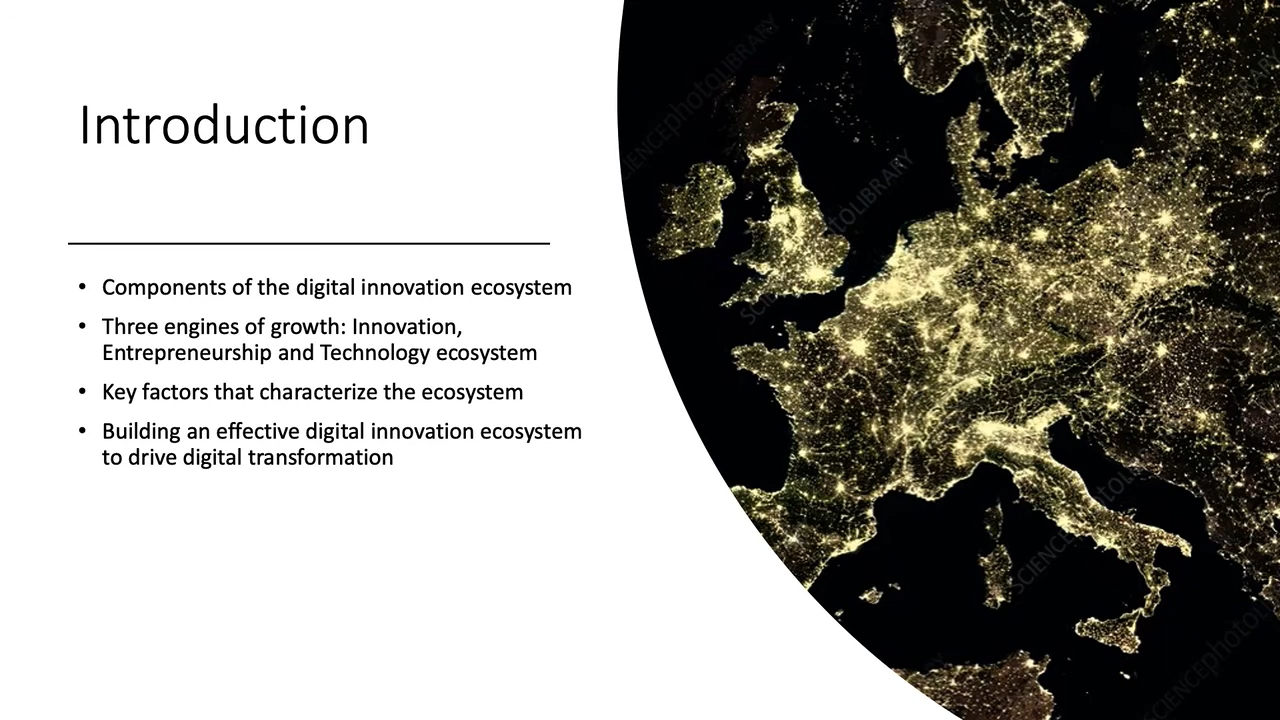 Introduction
• Components of the digital innovation ecosystem
• Three engines of growth: Innovation,
Entrepreneurship and Technology ecosystem
• Key factors that characterize the ecosystem
• Building an effective digital innovation ecosystem
to drive digital transformation
SCIENCEphotoLIBRARY